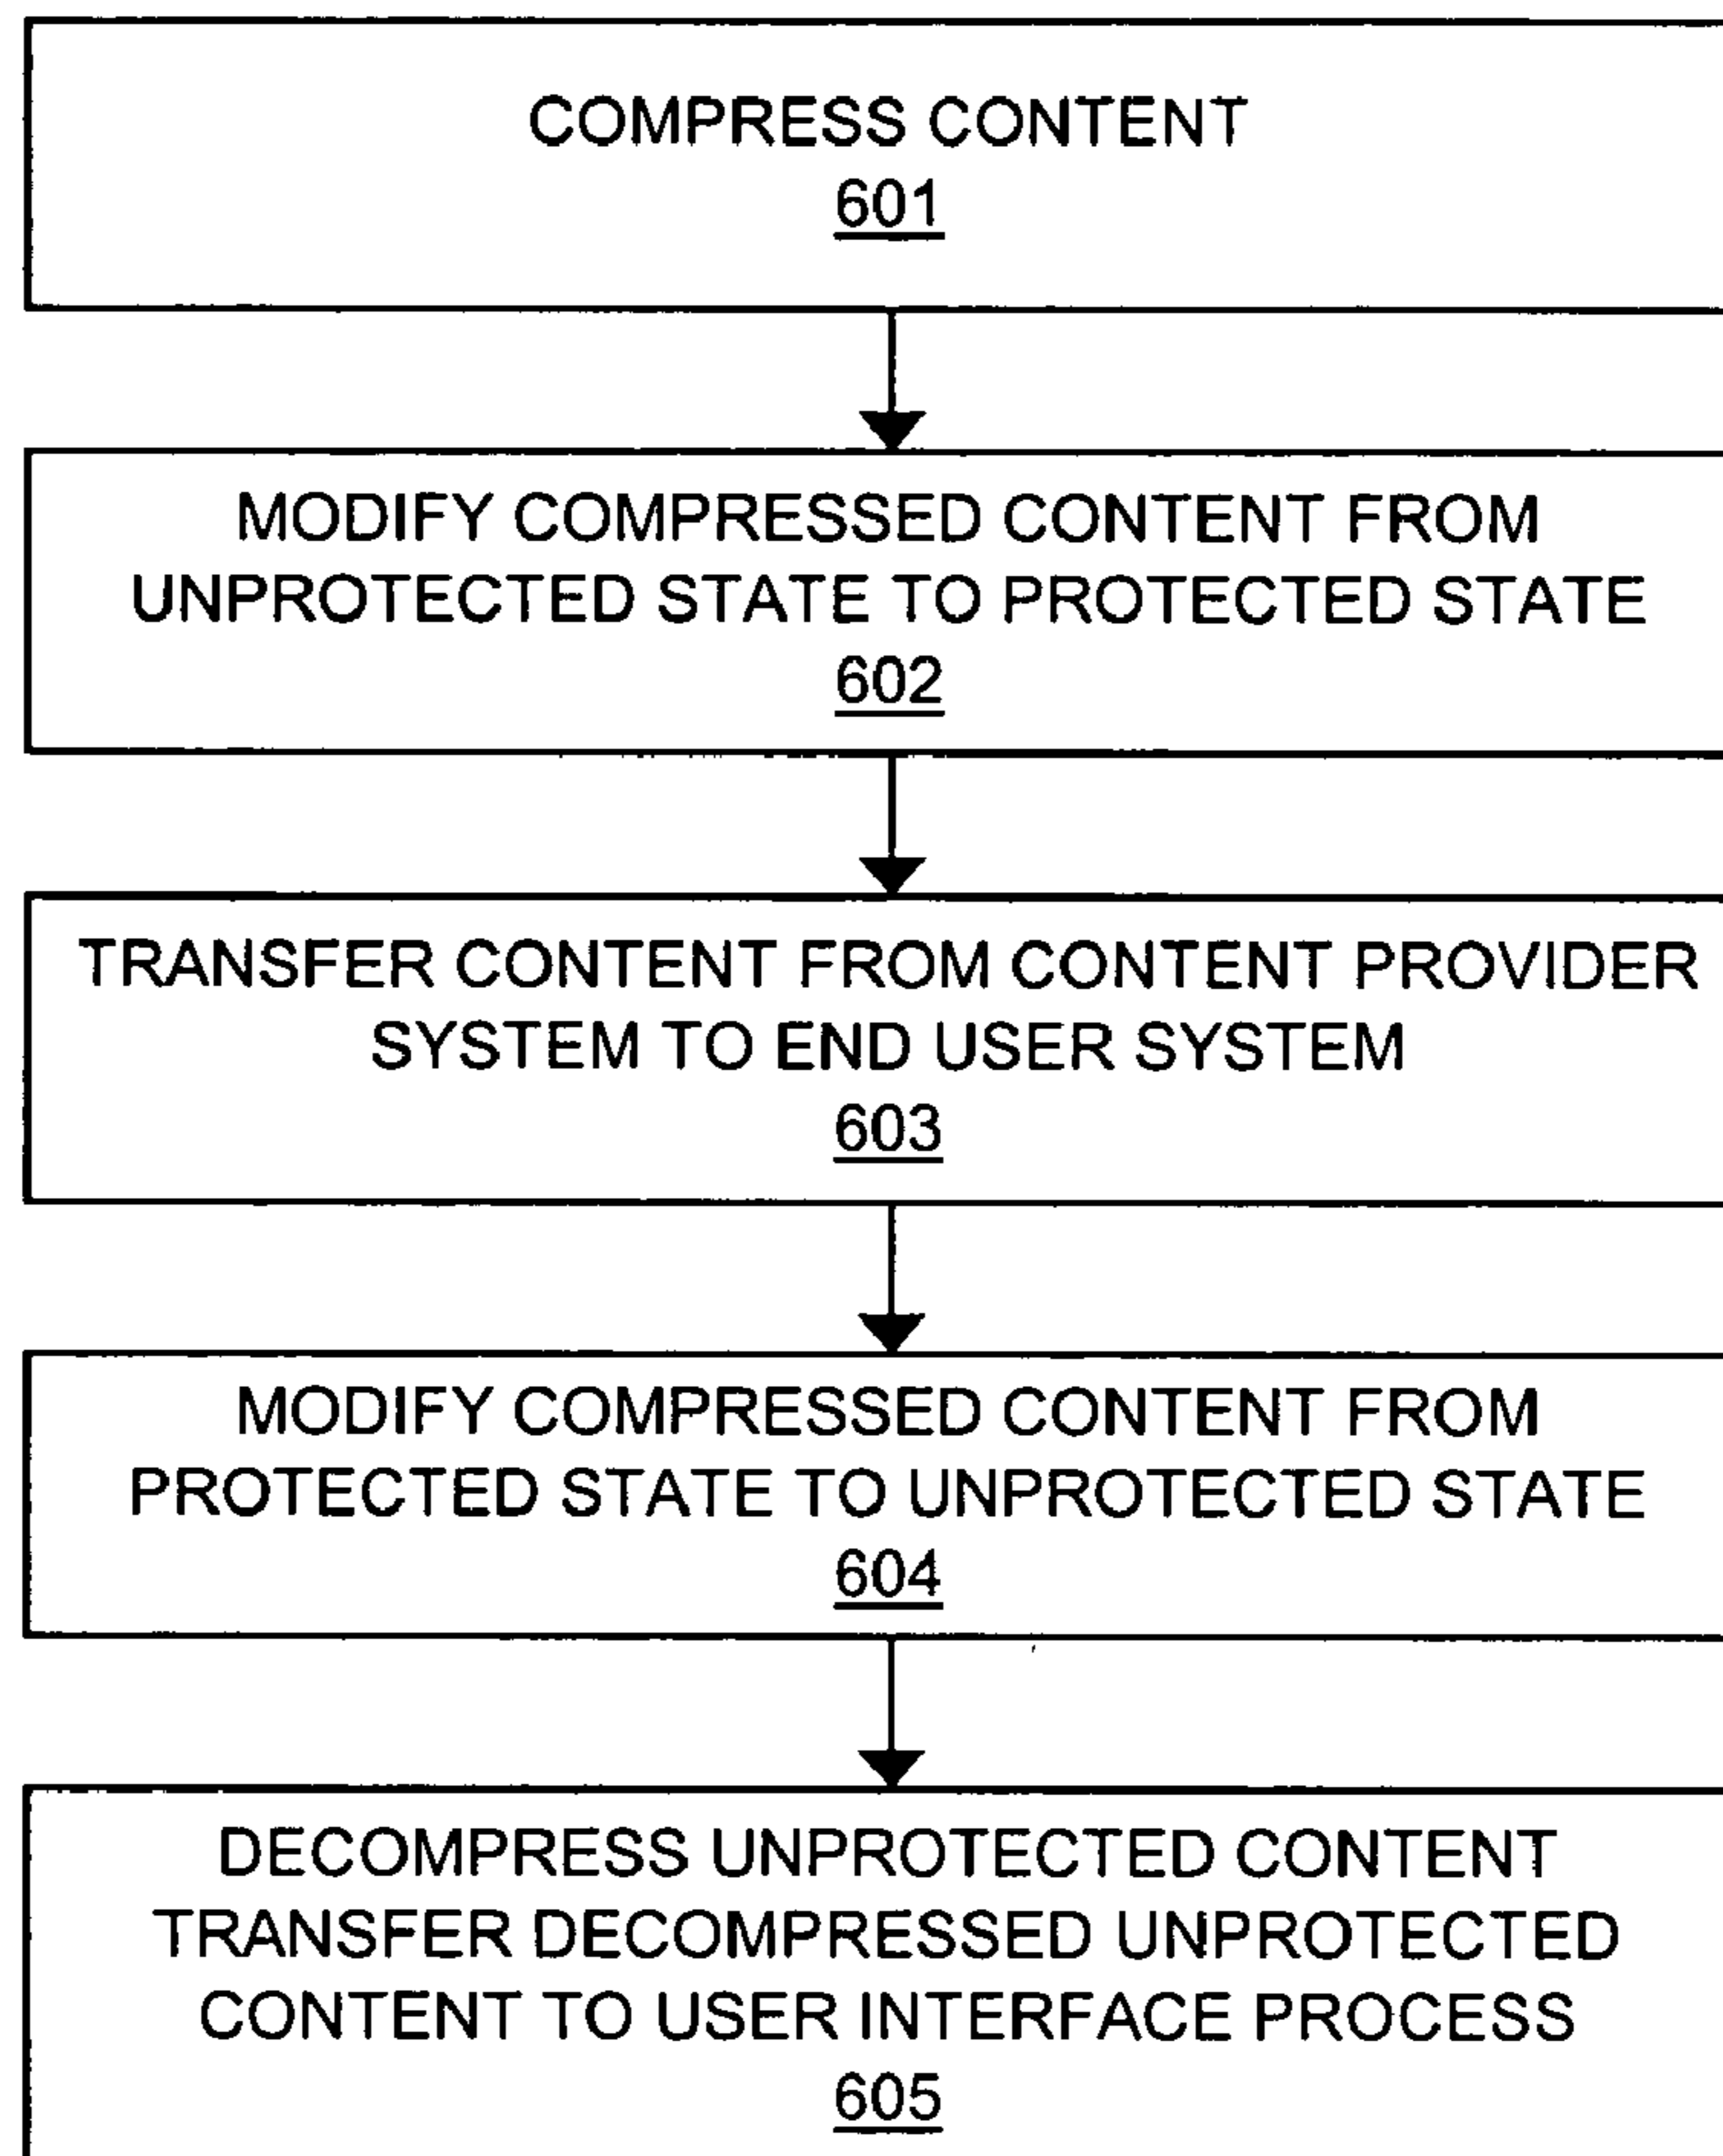 COMPRESS CONTENT
601
MODIFY COMPRESSED CONTENT FROM
UNPROTECTED STATE TO PROTECTED STATE
602
TRANSFER CONTENT FROM CONTENT PROVIDER
SYSTEM TO END USER SYSTEM
603
MODIFY COMPRESSED CONTENT FROM
PROTECTED STATE TO UNPROTECTED STATE
604
DECOMPRESS UNPROTECTED CONTENT
TRANSFER DECOMPRESSED UNPROTECTED
CONTENT TO USER INTERFACE PROCESS
605